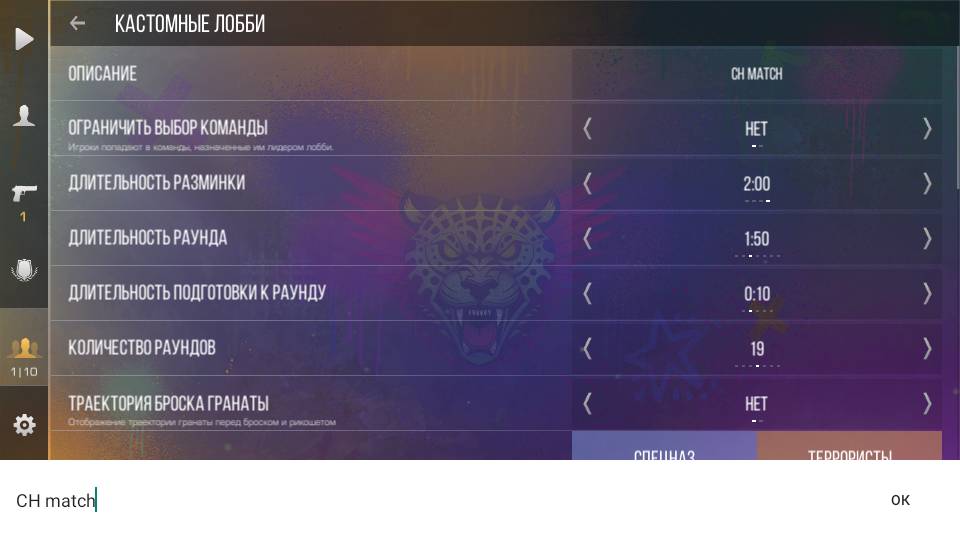 КАСТОМНЫЕ ЛОББИ
ОПИСАНИЕ
CH MATCH
ОГРАНИЧИТЬ ВЫБОР КОМАНДЫ
Игроки попадают в команды, назначенные им лидером лобби.
НЕТ
ДЛИТЕЛЬНОСТЬ РАЗМИНКИ
2:00
ДЛИТЕЛЬНОСТЬ РАУНДА
1:50
1
ДЛИТЕЛЬНОСТЬ ПОДГОТОВКИ К РАУНДУ
0:10
КОЛИЧЕСТВО РАУНДОВ
19
1|10
ТРАЕКТОРИЯ БРОСКА ГРАНАТЫ
Отображение траектории гранаты перед броском и рикошетом
НЕТ
СПЕЦНАЗ
ТЕРРОРИСТЫ
CH match
ОК